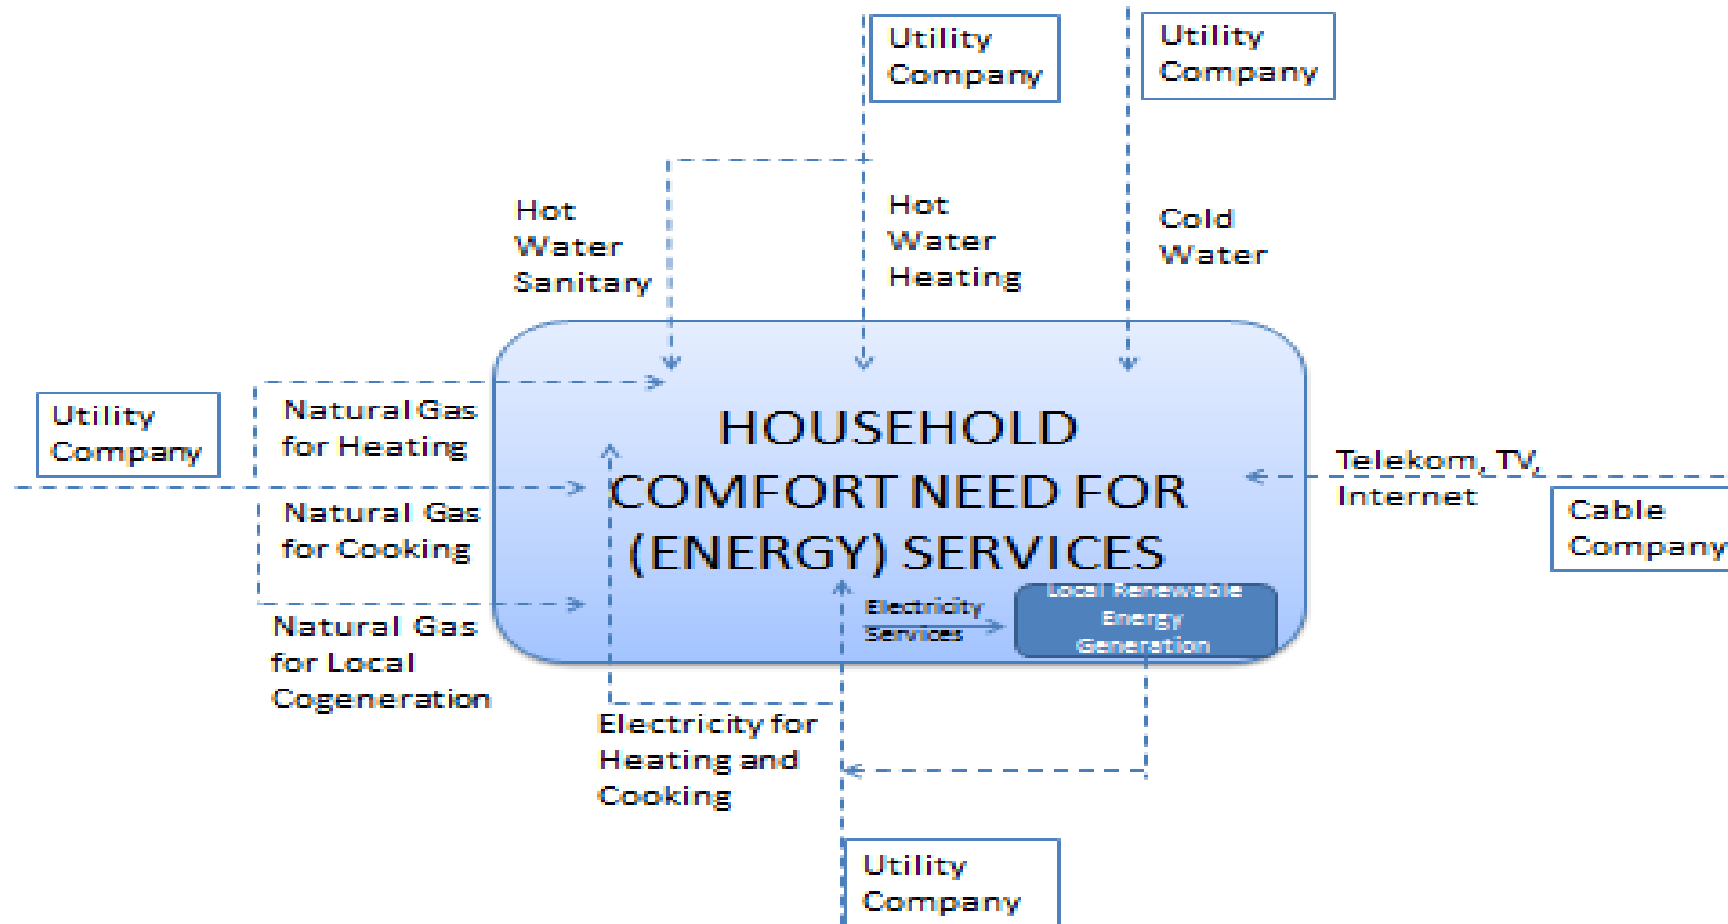 Utility
Company
Utility
Company
Hot
Water
Sanitary
Hot
Water
Heating
Cold
Water
Utility
Company
Natural Gas
for Heating
Natural Gas
for Cooking
Natural Gas
for Local
Cogeneration
HOUSEHOLD
COMFORT NEED FOR
(ENERGY) SERVICES
Telekom, TV,
Internet
Cable
Company
Electricity
Services
Local Renewable
Energy
Generation
Electricity for
Heating and
Cooking
Utility
Company